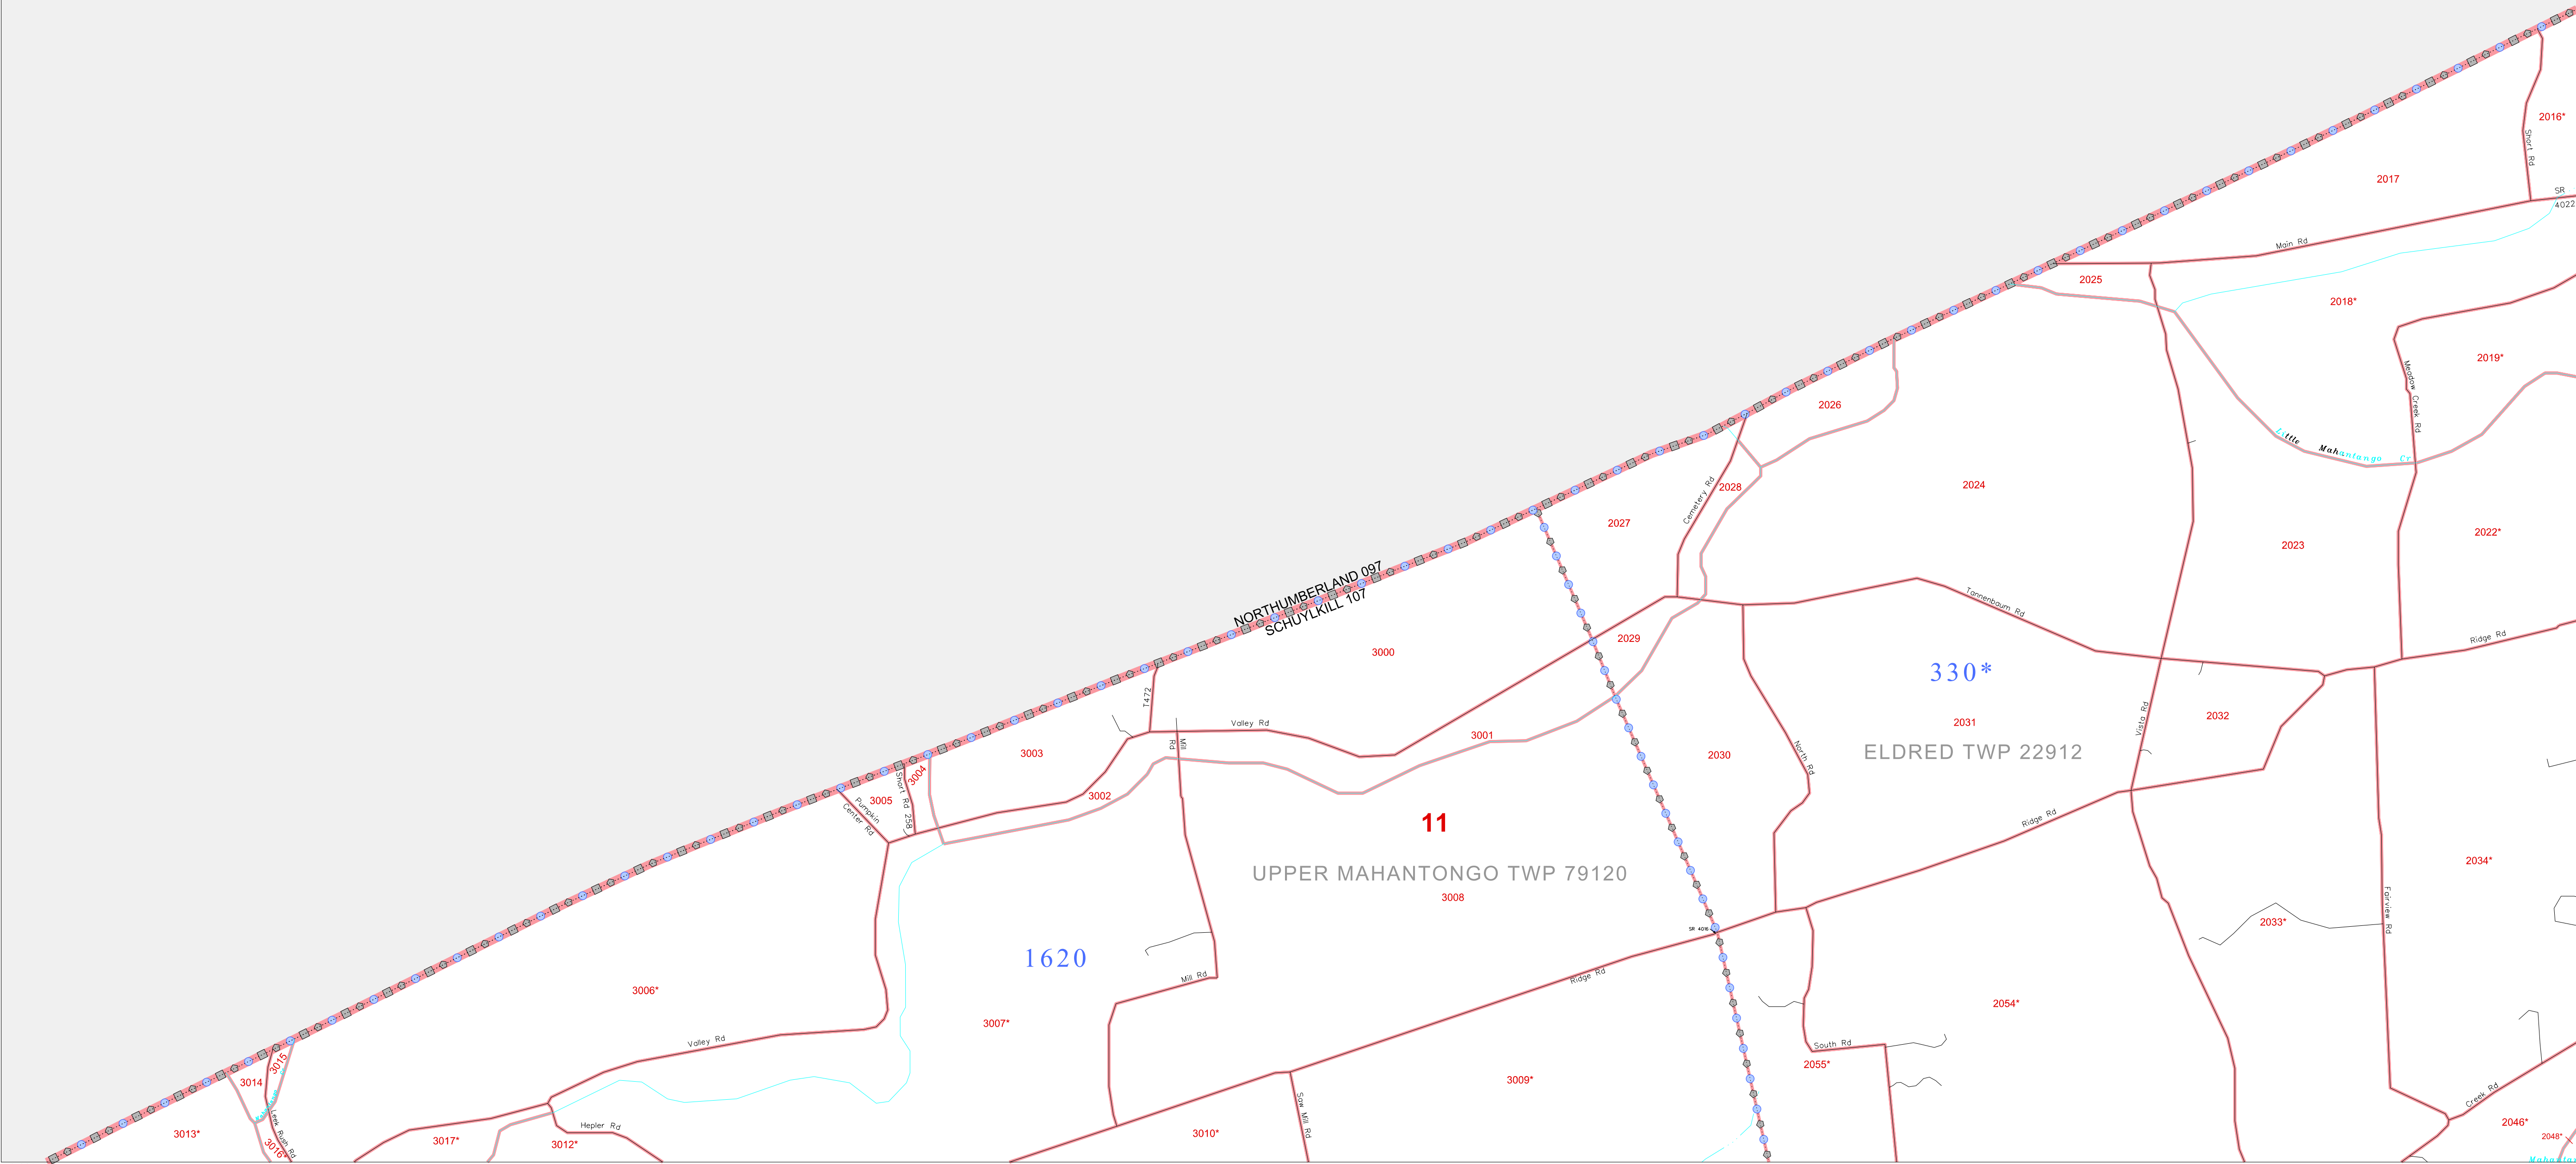 2016*
Short Rd
2017
SR
4022
Main Rd
2025
2018*
2019*
Meadow Creek Rd
2026
Little Mahantango Cr
2024
2028
Cemetery Rd
2027
2023
2022*
NORTHUMBERLAND 097
SCHUYLKILL 107
Tannenbaum Rd
3000
2029
Ridge Rd
330*
T472
Valley Rd
3001
2031
2032
Vista Rd
ELDRED TWP 22912
Mill
Rd
3003
2030
North Rd
3004
3005
Short Rd 258
3002
Pumpkin
Center Rd
11
Ridge Rd
UPPER MAHANTONGO TWP 79120
3008
2034*
Fairview Rd
2033*
SR 4016
1620
Mill Rd
Ridge Rd
3006*
2054*
3007*
Valley Rd
South Rd
2055*
3015
3014
3009*
Saw Mill Rd
Creek Rd
Leek Rush Rd
3013*
3016*
3017*
Hepler Rd
3012*
3010*
2046*
2048*